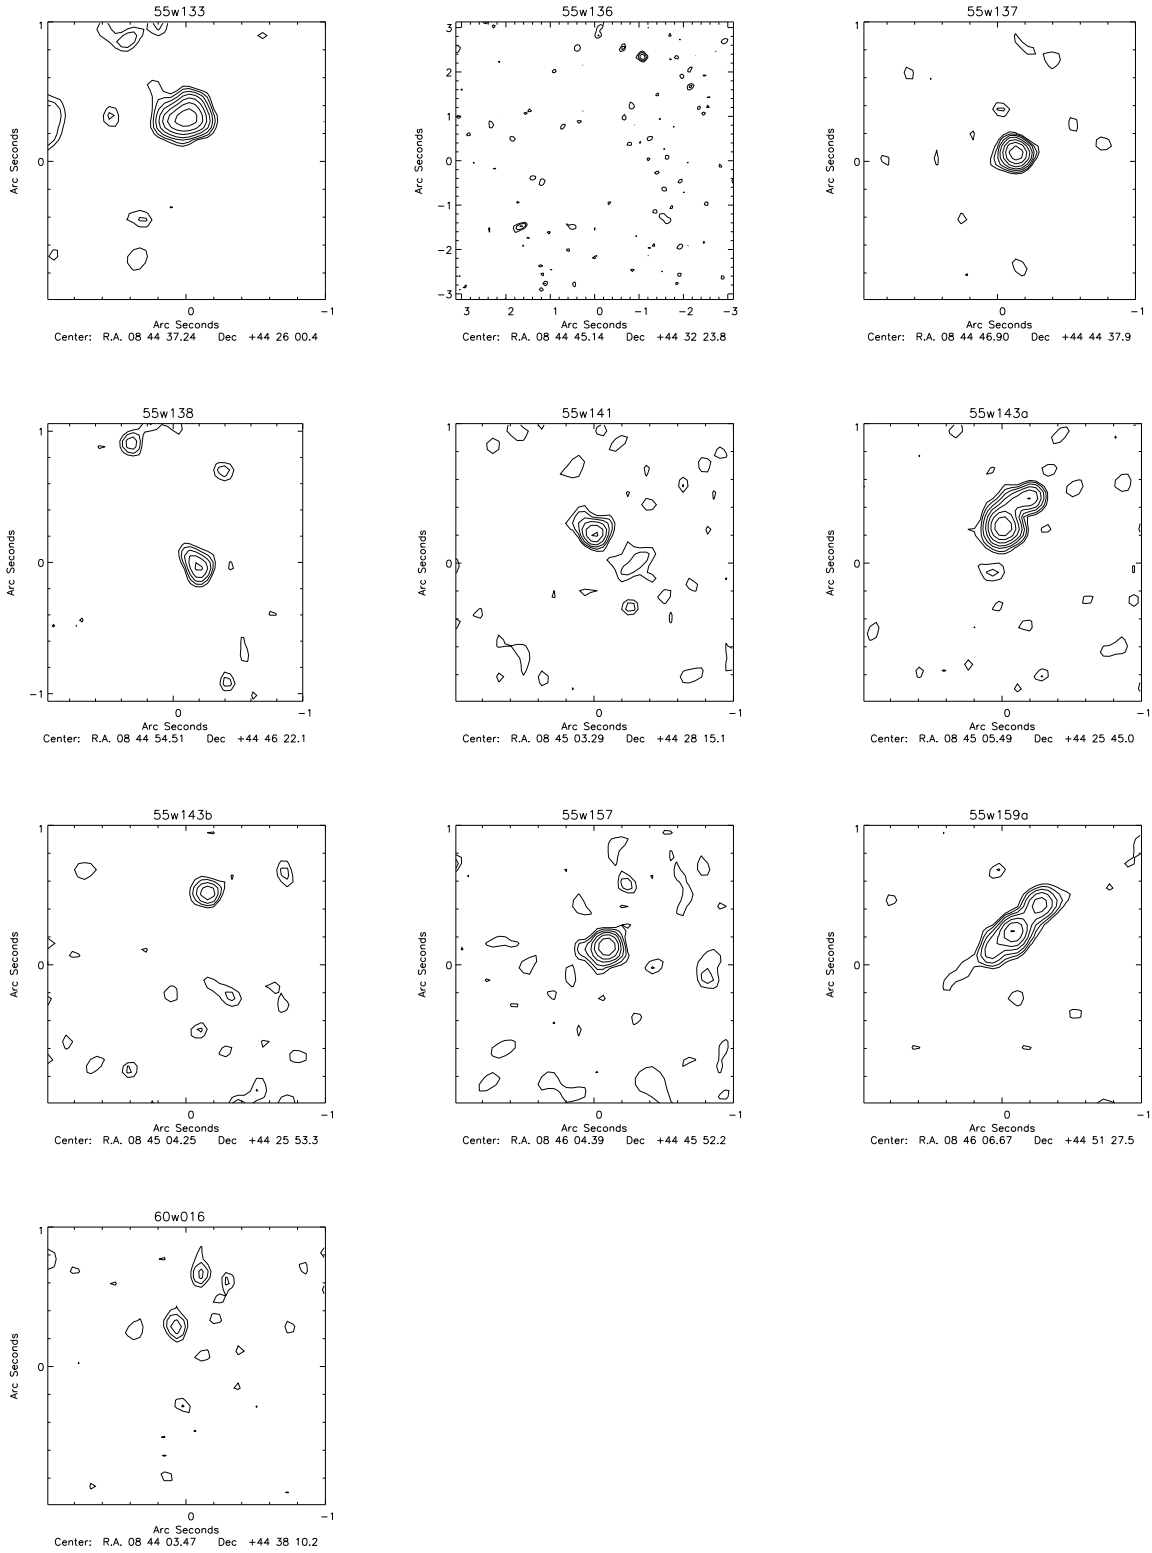 55w133
1
0
Arc Seconds
0
-1
Arc Seconds
Center: R.A. 08 44 37.24 Dec +44 26 00.4
55w136
3
2
1
0
-1
-2
-3
Arc Seconds
3 2 1 0 -1 -2 -3
Arc Seconds
Center: R.A. 08 44 45.14 Dec +44 32 23.8
55w137
1
0
Arc Seconds
0
-1
Arc Seconds
Center: R.A. 08 44 46.90 Dec +44 44 37.9
55w138
1
0
-1
Arc Seconds
0
-1
Arc Seconds
Center: R.A. 08 44 54.51 Dec +44 46 22.1
55w141
1
0
Arc Seconds
0
-1
Arc Seconds
Center: R.A. 08 45 03.29 Dec +44 28 15.1
55w143a
1
0
Arc Seconds
0
-1
Arc Seconds
Center: R.A. 08 45 05.49 Dec +44 25 45.0
55w143b
1
0
Arc Seconds
0
-1
Arc Seconds
Center: R.A. 08 45 04.25 Dec +44 25 53.3
55w157
1
0
Arc Seconds
0
-1
Arc Seconds
Center: R.A. 08 46 04.39 Dec +44 45 52.2
55w159a
1
0
Arc Seconds
0
-1
Arc Seconds
Center: R.A. 08 46 06.67 Dec +44 51 27.5
60w016
1
0
Arc Seconds
0
-1
Arc Seconds
Center: R.A. 08 44 03.47 Dec +44 38 10.2